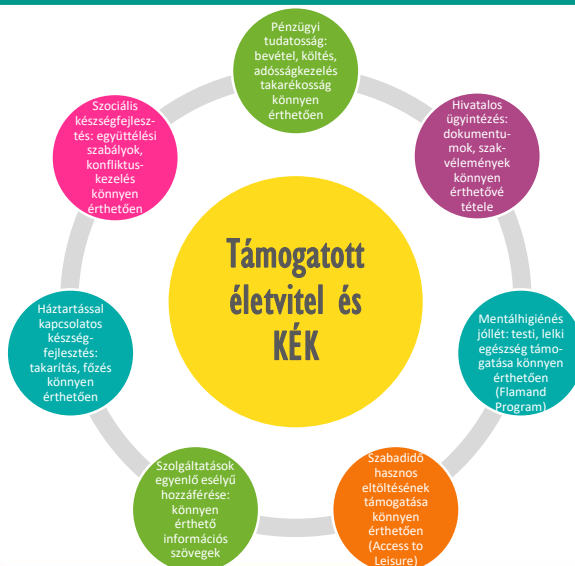 Pénzügyi
tudatosság:
bevétel, költés,
adósságkezelés
takarékosság
könnyen
érthetően
Hivatalos
ügyintézés:
dokumentu-
mok, szak-
vélemények
könnyen
érthetővé
tétele
Mentálhigiénés
jóllét: testi, lelki
egészség támo-
gatása könnyen
érthetően
(Flamand
Program)
Szabadidő
hasznos
eltöltésének
támogatása
könnyen
érthetően
(Access to
Leisure)
Szolgáltatások
egyenlő esélyű
hozzáférése:
könnyen
érthető
információs
szövegek
Háztartással
kapcsolatos
készség-
fejlesztés:
takarítás, főzés
könnyen
érthetően
Szociális
készségfejlesz-
tés: együttélési
szabályok,
konfliktus-
kezelés
könnyen
érthetően
Támogatott
életvitel és
KÉK